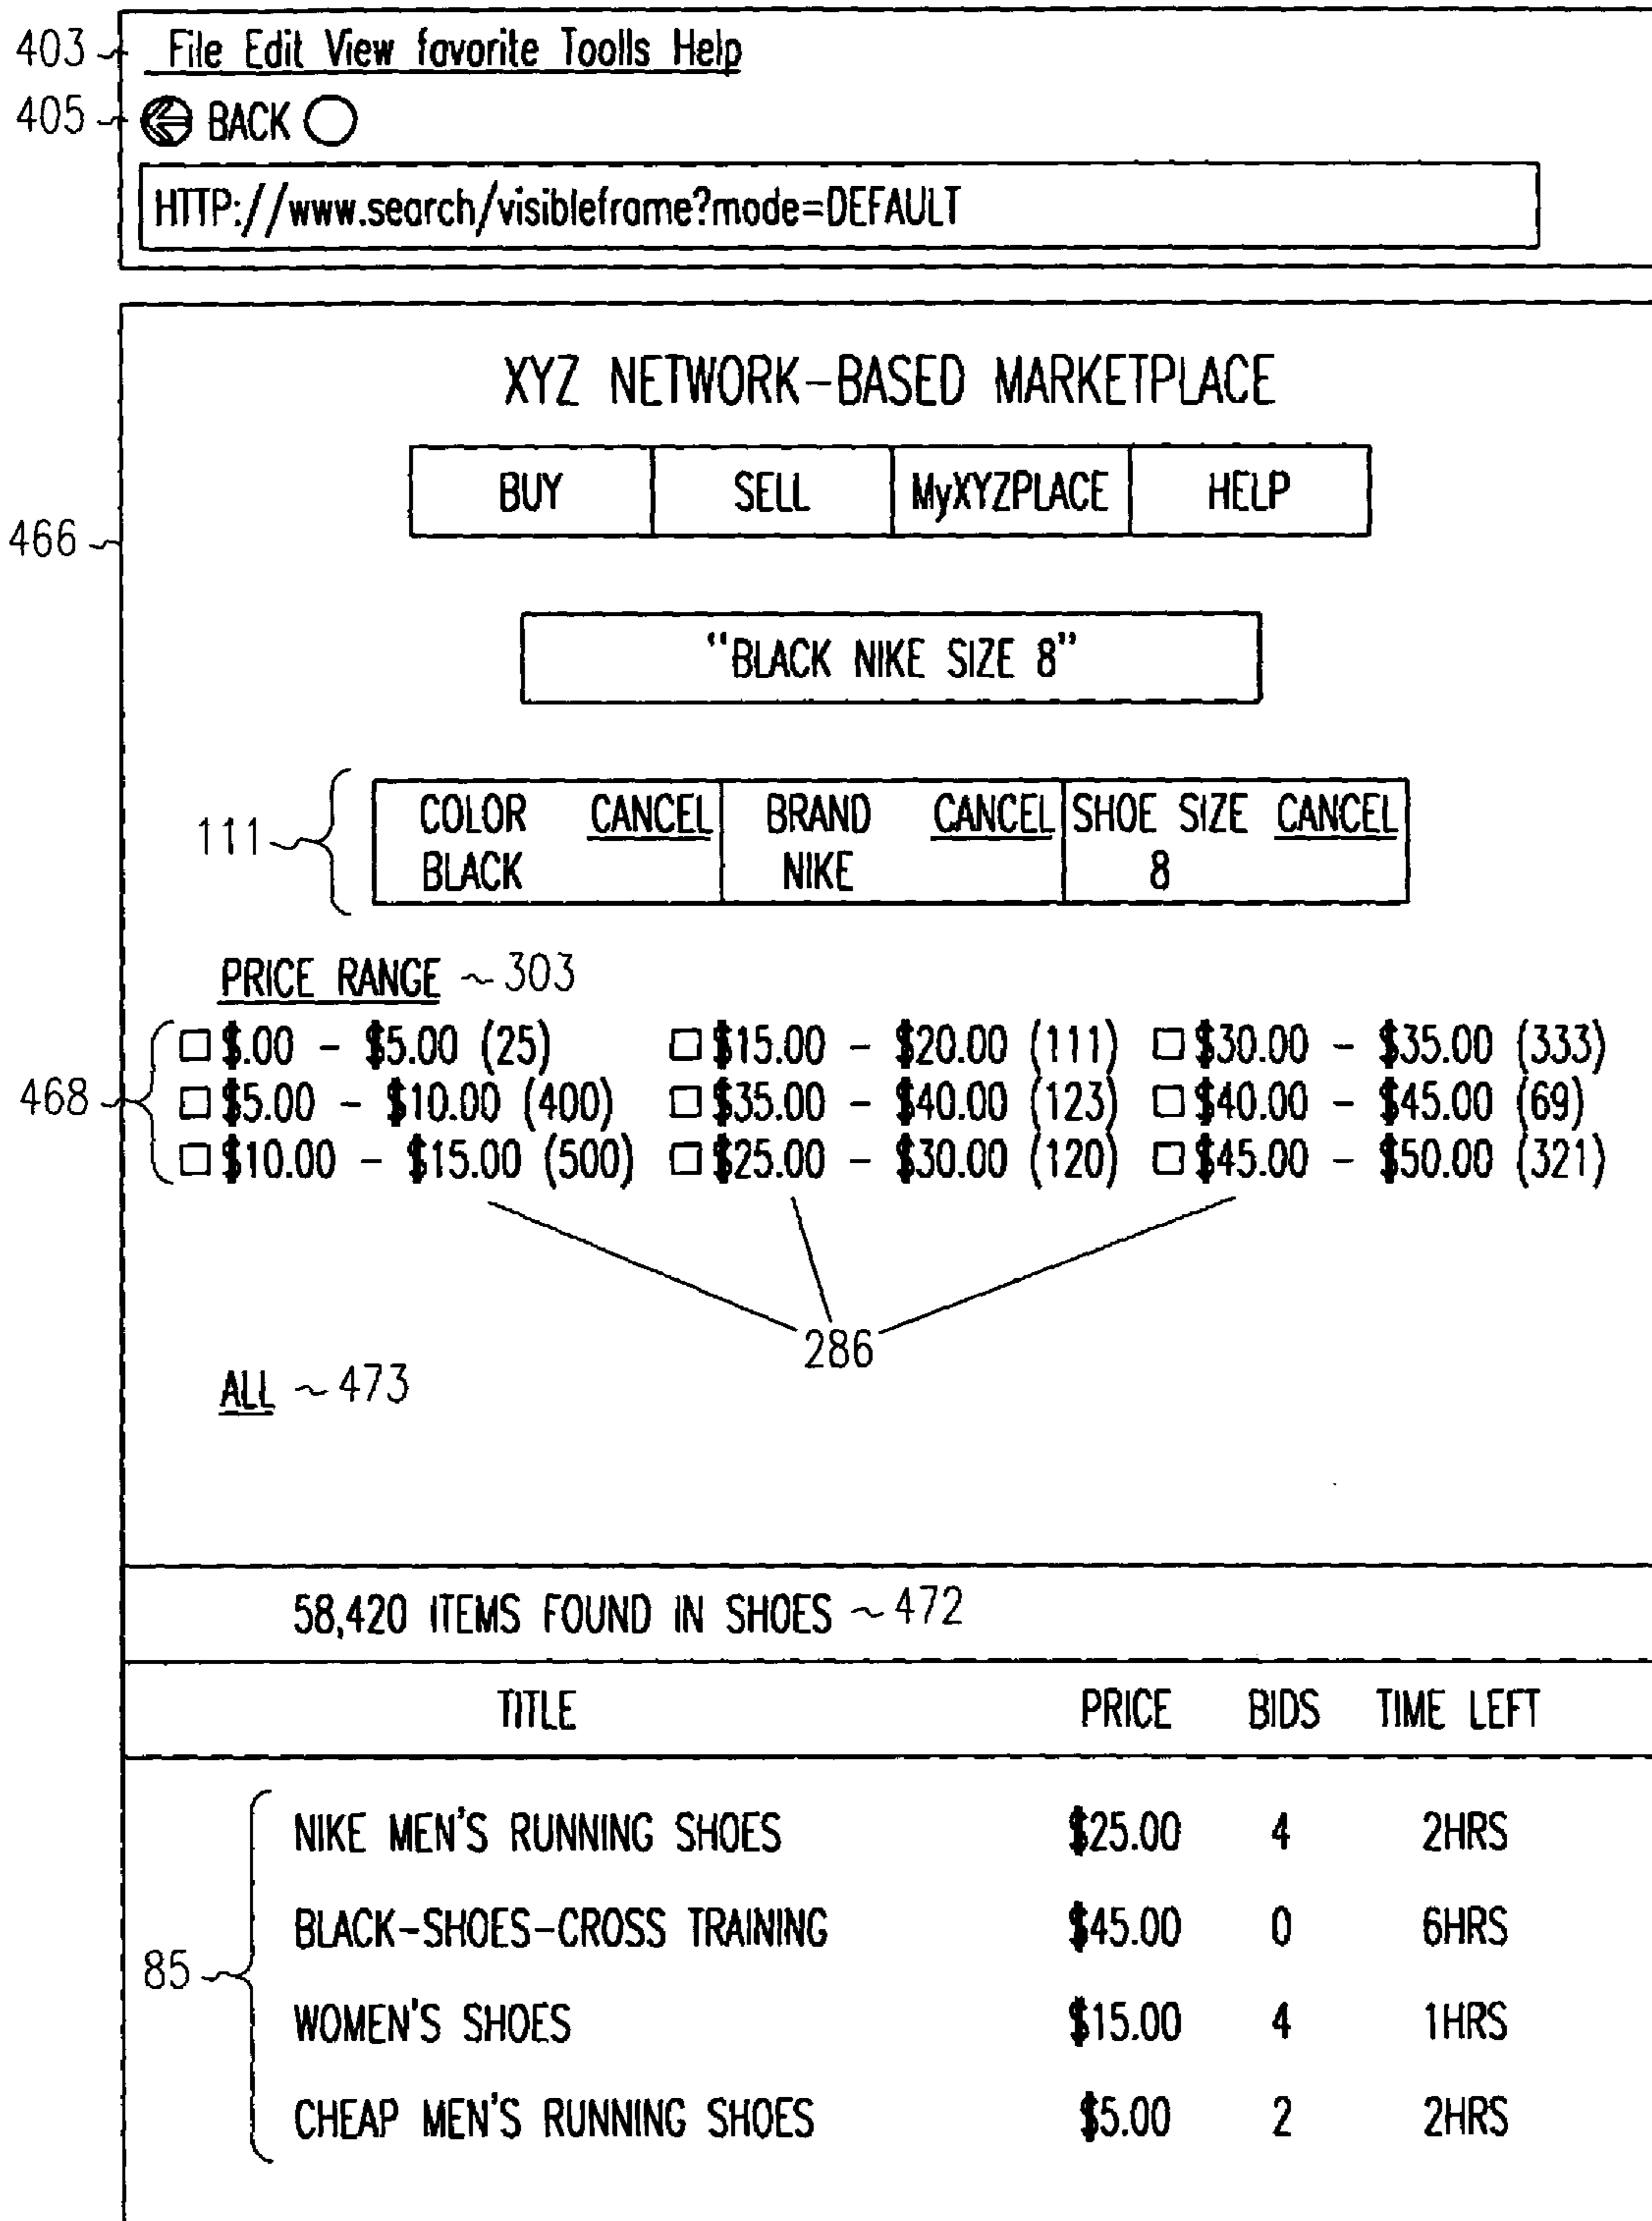 403 File Edit View favorite Toolls Help
405 BACK
HTTP://www.search/visibleframe?mode=DEFAULT
XYZ NETWORK-BASED MARKETPLACE
BUY SELL MyXYZPLACE HELP
466
"BLACK NIKE SIZE 8"
COLOR CANCEL BRAND CANCEL SHOE SIZE CANCEL
111
BLACK NIKE 8
PRICE RANGE ~303
$.00 - $5.00 (25) $15.00 - $20.00 (111) $30.00 - $35.00 (333)
468 $5.00 - $10.00 (400) $35.00 - $40.00 (123) $40.00 - $45.00 (69)
$10.00 - $15.00 (500) $25.00 - $30.00 (120) $45.00 - $50.00 (321)
286
ALL ~473
58,420 ITEMS FOUND IN SHOES ~472
TITLE PRICE BIDS TIME LEFT
NIKE MEN'S RUNNING SHOES $25.00 4 2HRS
BLACK-SHOES-CROSS TRAINING $45.00 0 6HRS
85
WOMEN'S SHOES $15.00 4 1HRS
CHEAP MEN'S RUNNING SHOES $5.00 2 2HRS